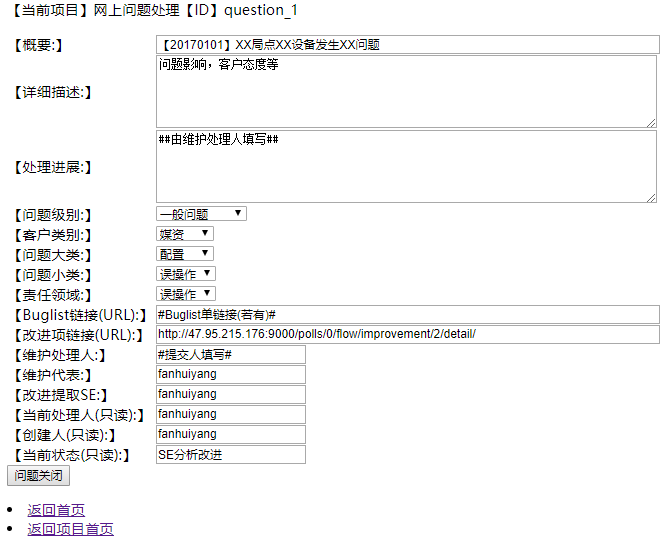 【当前项目】网上问题处理【ID】question_1
【概要:】 【20170101】XX局点XX设备发生XX问题
【详细描述:】 问题影响，客户态度等
【处理进展:】 ##由维护处理人填写##
【问题级别:】 一般问题
【客户类别:】 媒资
【问题大类:】 配置
【问题小类:】 误操作
【责任领域:】 误操作
【Buglist链接(URL):】 #Buglist单链接(若有)#
【改进项链接(URL):】 http://47.95.215.176:9000/polls/0/flow/improvement/2/detail/
【维护处理人:】 #提交人填写#
【维护代表:】 fanhuiyang
【改进提取SE:】 fanhuiyang
【当前处理人(只读):】 fanhuiyang
【创建人(只读):】 fanhuiyang
【当前状态(只读):】 SE分析改进
问题关闭
返回首页
返回项目首页